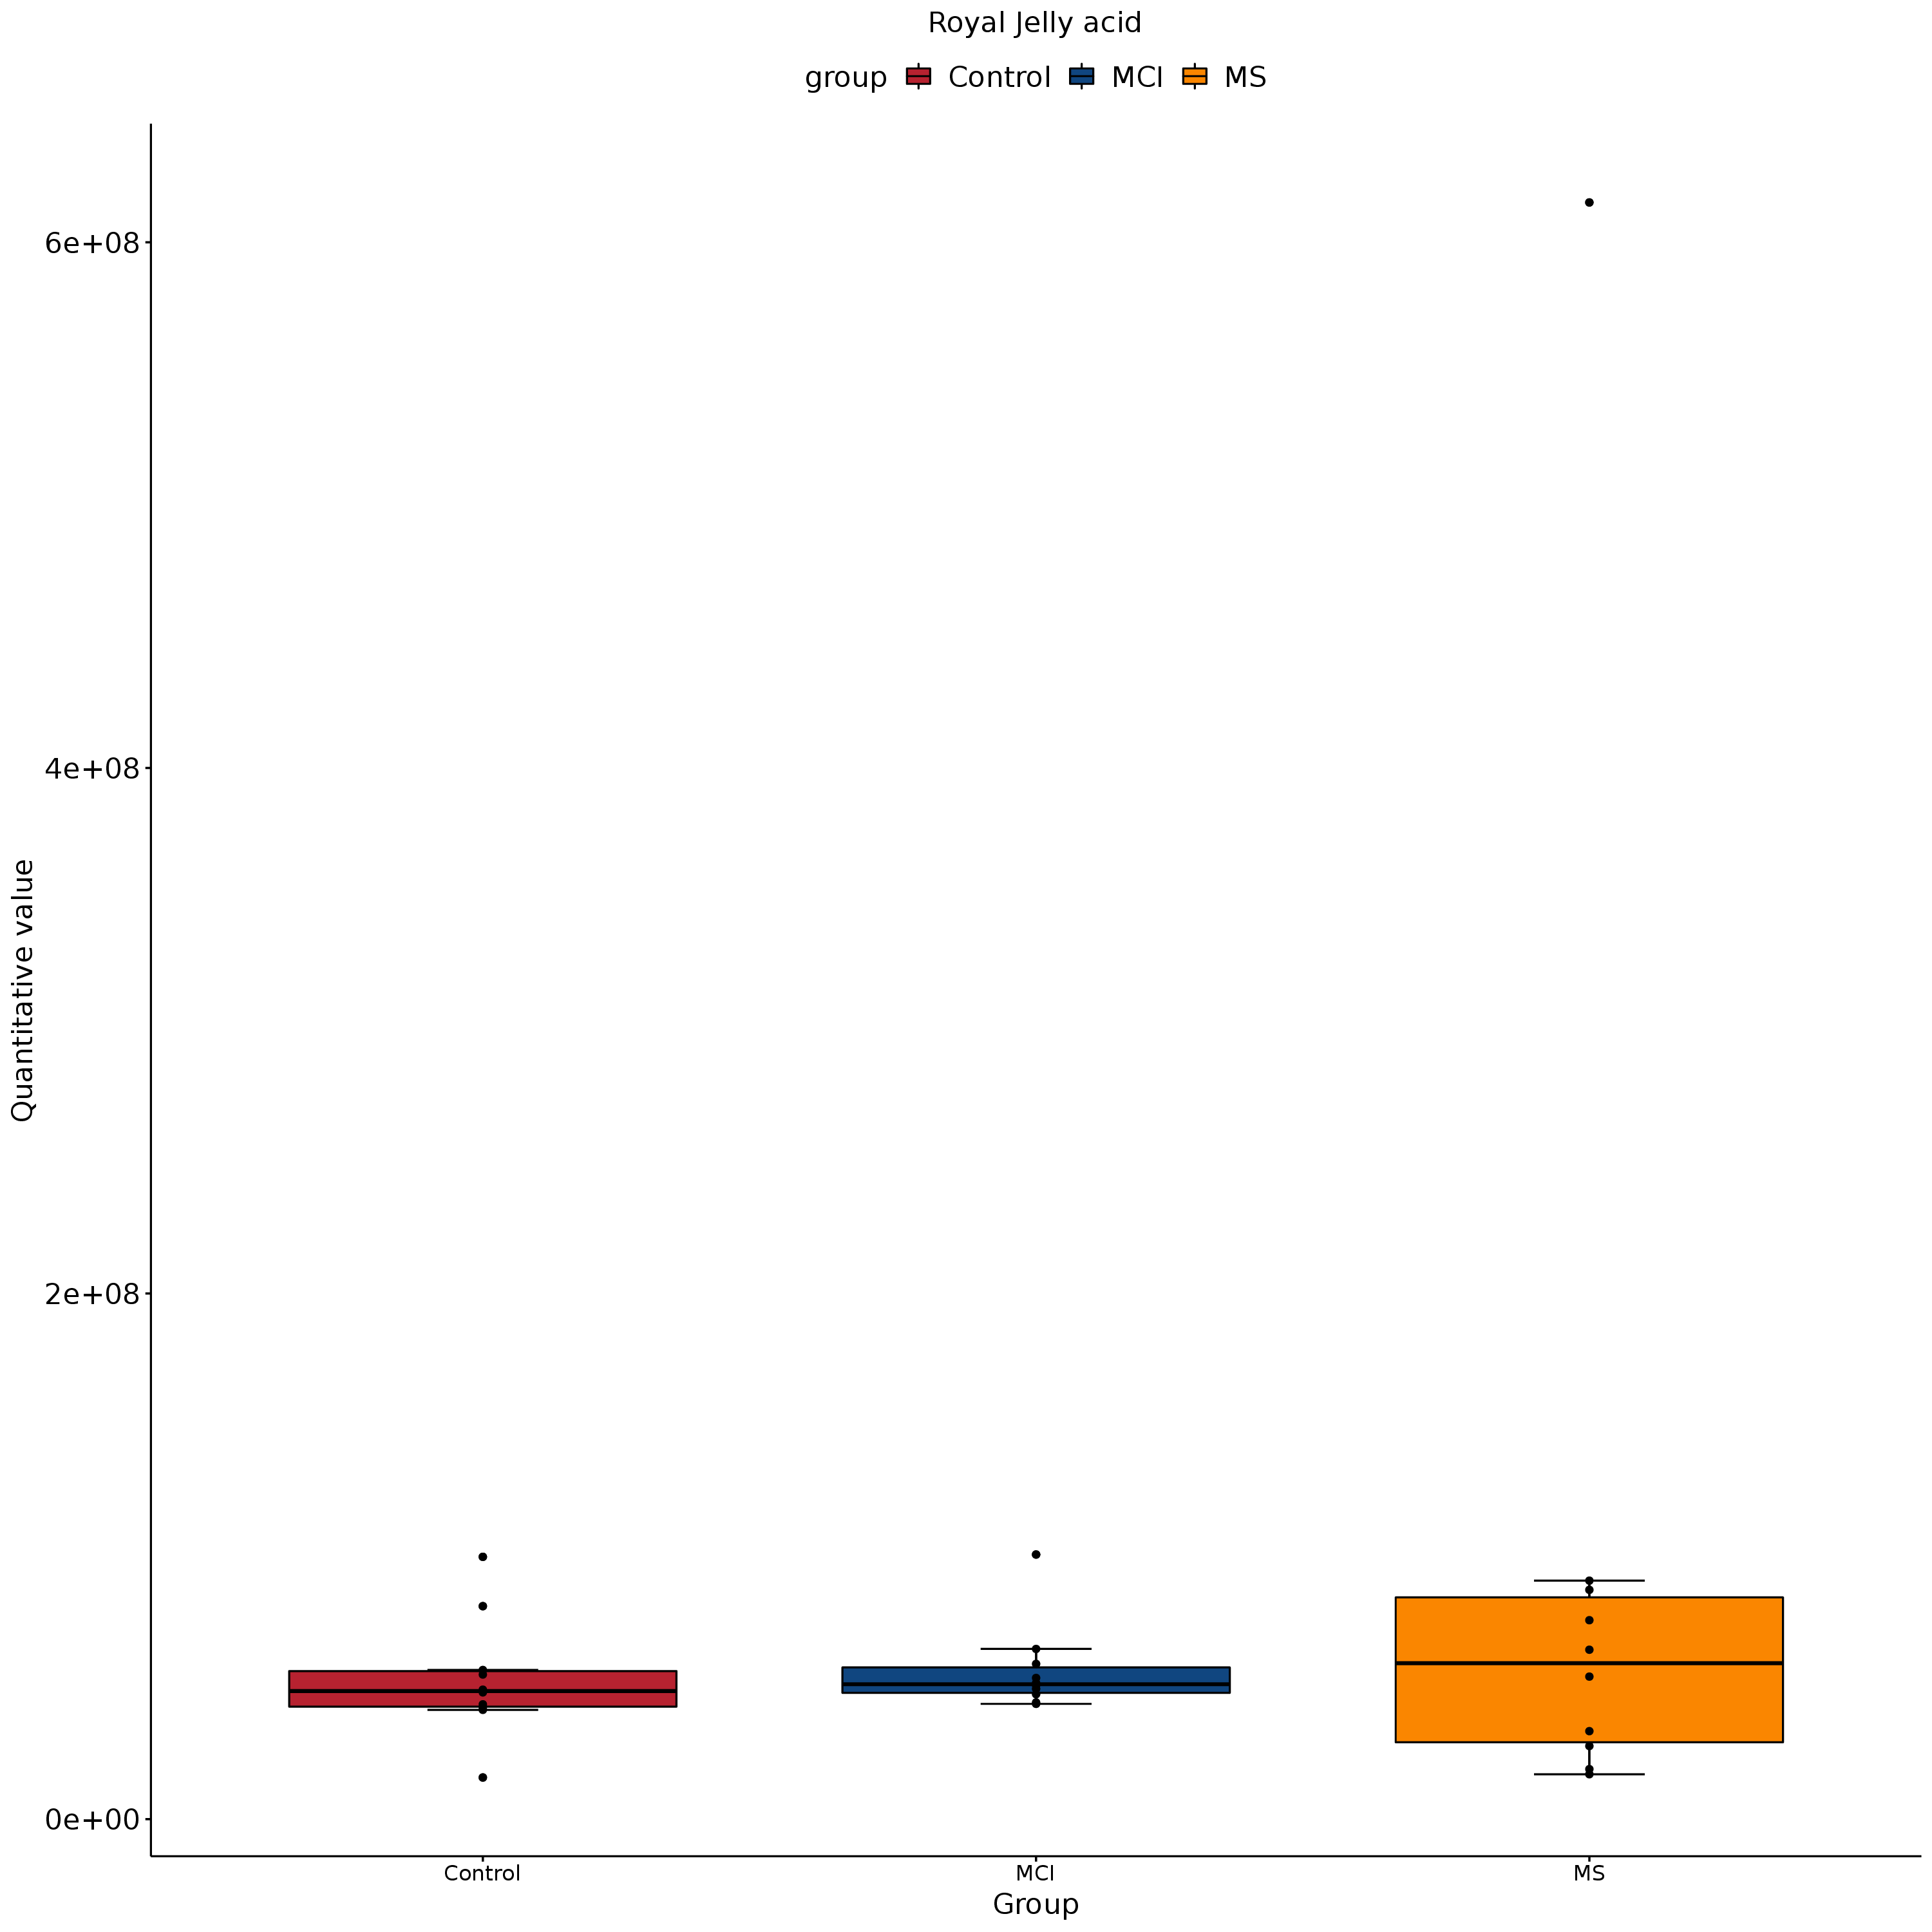 Royal Jelly acid
group Control MCI MS
Quantitative value
6e+08
4e+08
2e+08
0e+00
Control MCI MS
Group